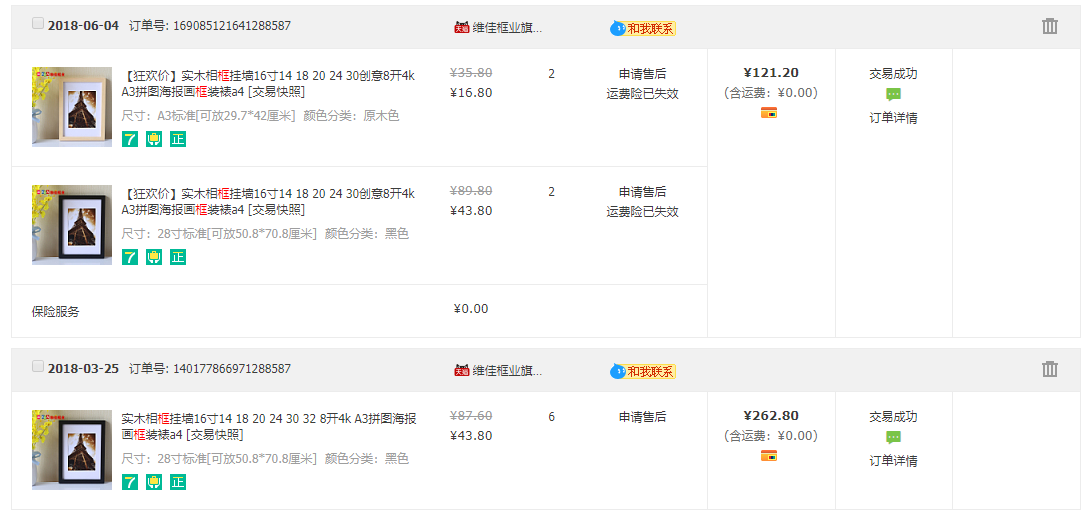 2018-06-04 订单号: 169085121641288587
天猫 维佳框业旗... 和我联系
【狂欢价】实木相框挂墙16寸14 18 20 24 30创意8开4k
A3拼图海报画框装裱a4 [交易快照]
尺寸：A3标准[可放29.7*42厘米] 颜色分类：原木色
7 正
¥35.80
¥16.80
2
申请售后
运费险已失效
¥121.20
(含运费：¥0.00)
交易成功
订单详情
【狂欢价】实木相框挂墙16寸14 18 20 24 30创意8开4k
A3拼图海报画框装裱a4 [交易快照]
尺寸：28寸标准[可放50.8*70.8厘米] 颜色分类：黑色
7 正
¥89.80
¥43.80
2
申请售后
运费险已失效
保险服务
¥0.00
2018-03-25 订单号: 140177866971288587
天猫 维佳框业旗... 和我联系
实木相框挂墙16寸14 18 20 24 30 32 8开4k A3拼图海报
画框装裱a4 [交易快照]
尺寸：28寸标准[可放50.8*70.8厘米] 颜色分类：黑色
7 正
¥87.60
¥43.80
6
申请售后
¥262.80
(含运费：¥0.00)
交易成功
订单详情